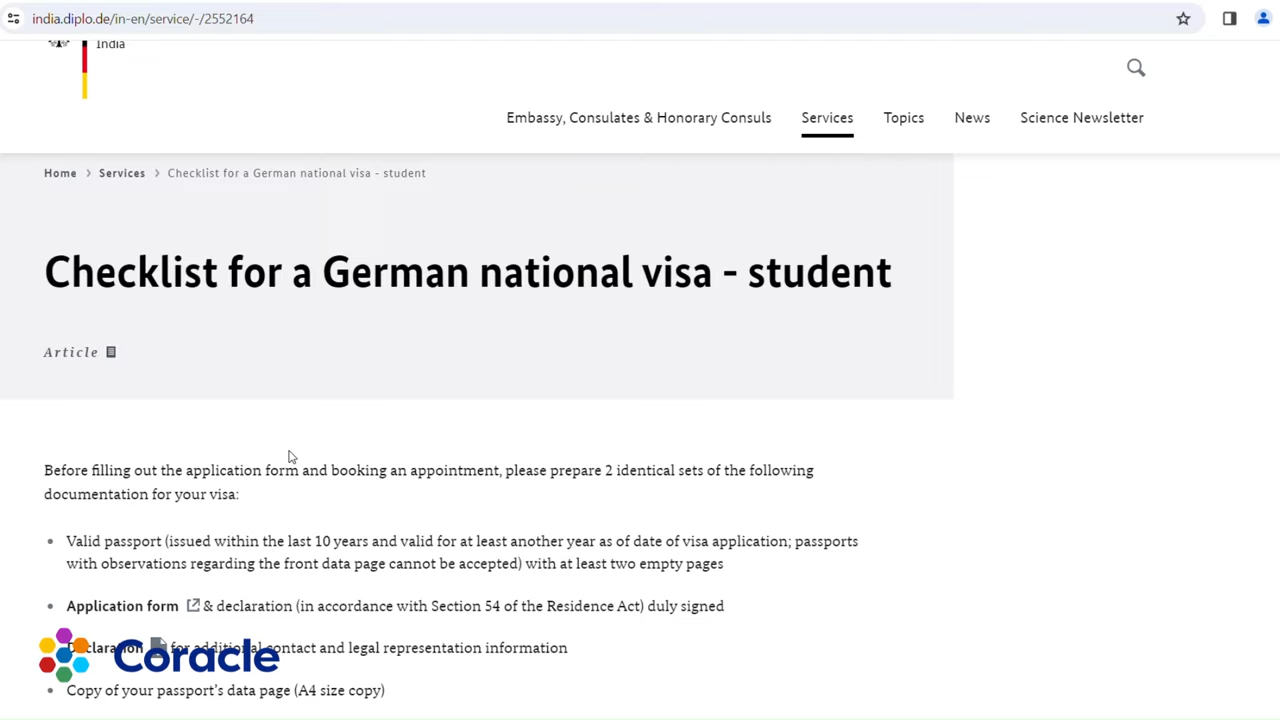 india.diplo.de/in-en/service/-/2552164
India
Embassy, Consulates & Honorary Consuls Services Topics News Science Newsletter
Home > Services > Checklist for a German national visa - student
Checklist for a German national visa - student
Article
Before filling out the application form and booking an appointment, please prepare 2 identical sets of the following
documentation for your visa:
• Valid passport (issued within the last 10 years and valid for at least another year as of date of visa application; passports
with observations regarding the front data page cannot be accepted) with at least two empty pages
• Application form & declaration (in accordance with Section 54 of the Residence Act) duly signed
Declaration for additional contact and legal representation information
Coracle
• Copy of your passport's data page (A4 size copy)